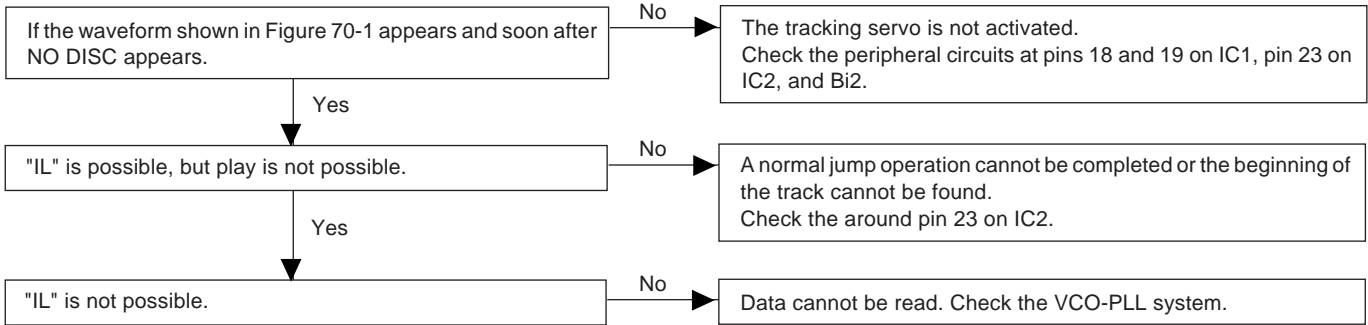 If the waveform shown in Figure 70-1 appears and soon after
NO DISC appears.
No
The tracking servo is not activated.
Check the peripheral circuits at pins 18 and 19 on IC1, pin 23 on
IC2, and Bi2.
Yes
"IL" is possible, but play is not possible.
No
A normal jump operation cannot be completed or the beginning of
the track cannot be found.
Check the around pin 23 on IC2.
Yes
"IL" is not possible.
No
Data cannot be read. Check the VCO-PLL system.